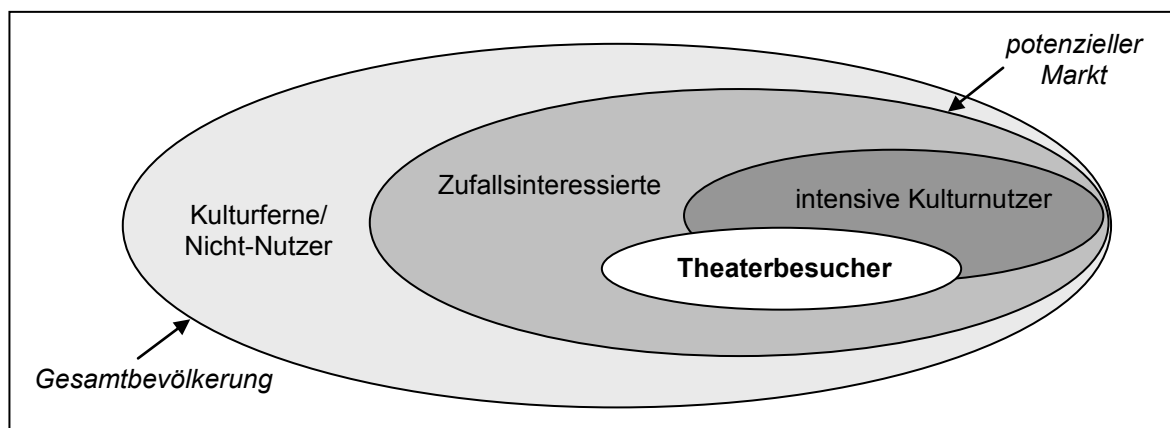 potenzieller
Markt
Zufallsinteressierte
intensive Kulturnutzer
Kulturferne/
Nicht-Nutzer
Theaterbesucher
Gesamtbevölkerung